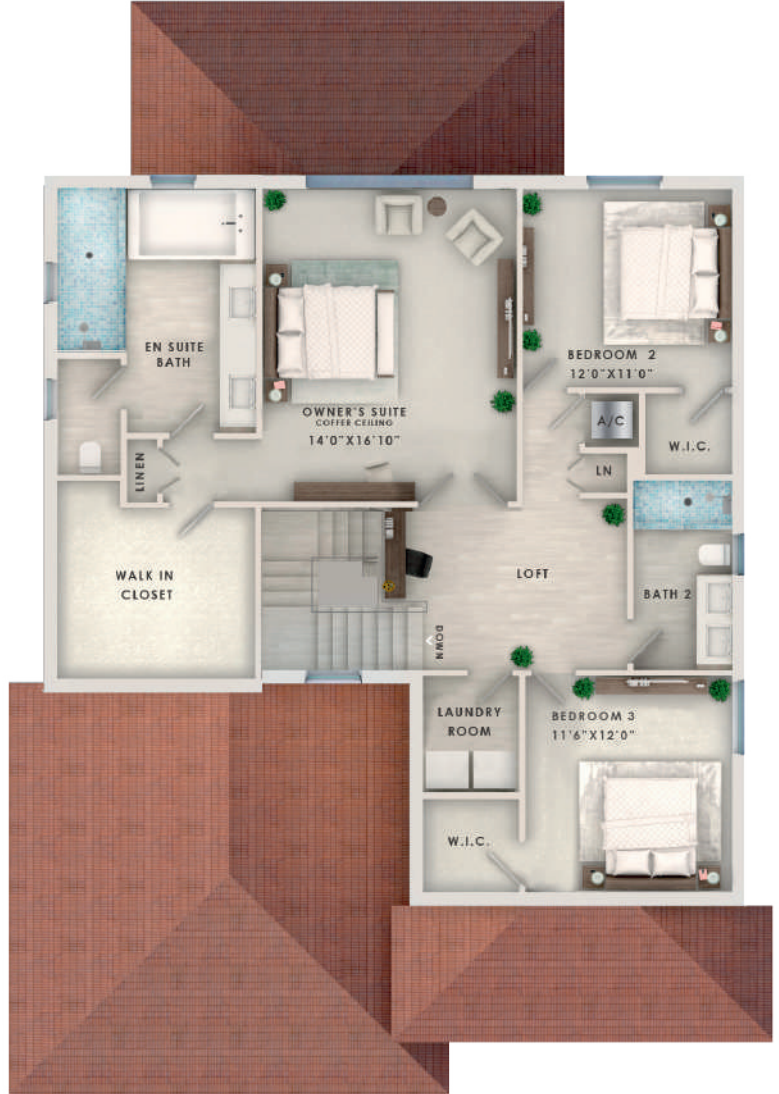 EN SUITE
BATH
OWNER'S SUITE
COFFER CEILING
14'0"X16'10"
BEDROOM 2
12'0"X11'0"
A/C
W.I.C.
LINEN
LN
WALK IN
CLOSET
LOFT
BATH 2
DOWN
LAUNDRY
ROOM
BEDROOM 3
11'6"X12'0"
W.I.C.